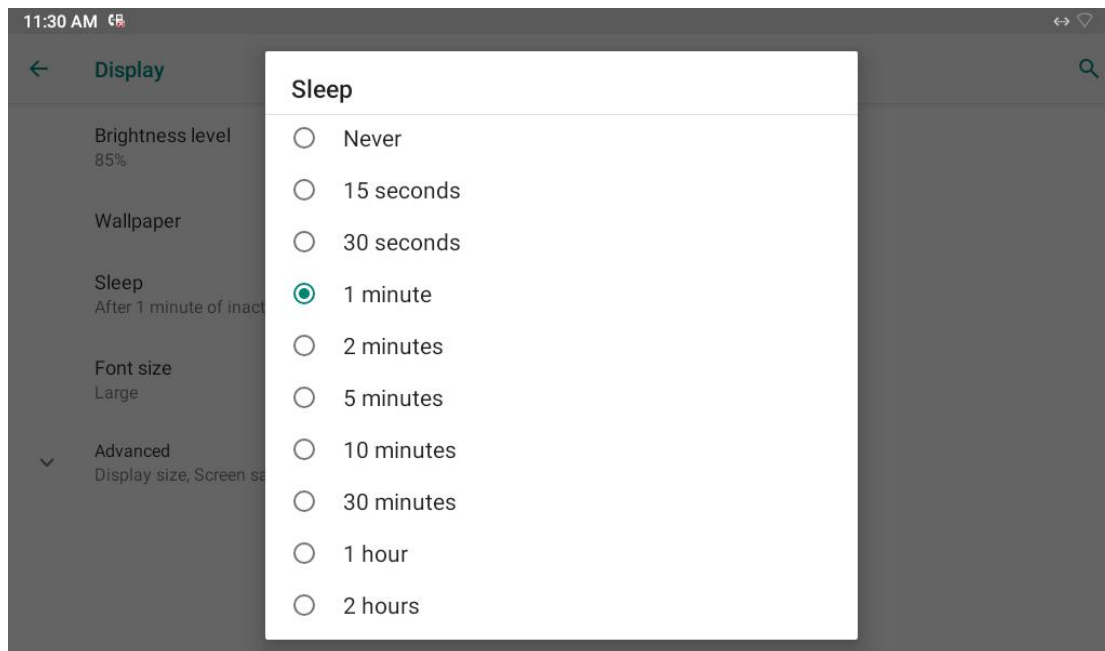 11:30 AM
Display
Brightness level
85%
Wallpaper
Sleep
After 1 minute of inact
Font size
Large
Advanced
Display size, Screen sa
Sleep
Never
15 seconds
30 seconds
1 minute
2 minutes
5 minutes
10 minutes
30 minutes
1 hour
2 hours